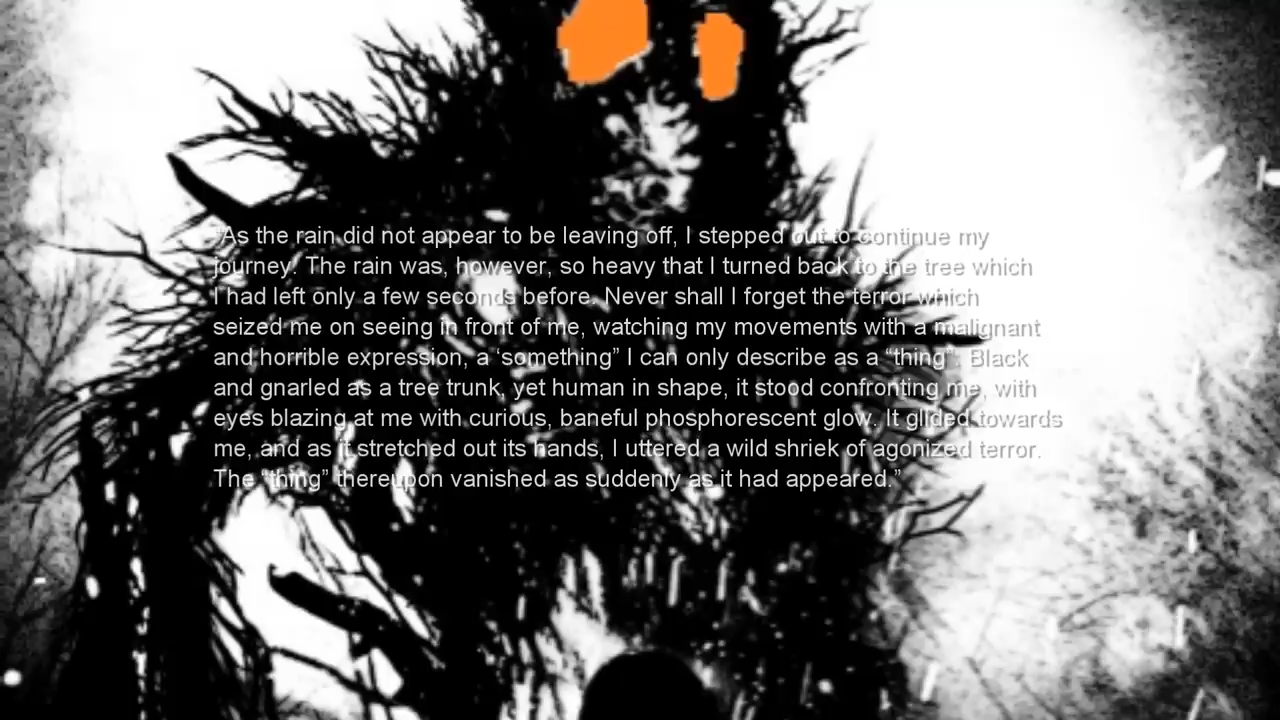 “As the rain did not appear to be leaving off, I stepped out to continue my
journey. The rain was, however, so heavy that I turned back to the tree which
I had left only a few seconds before. Never shall I forget the terror which
seized me on seeing in front of me, watching my movements with a malignant
and horrible expression, a ‘something” I can only describe as a “thing”. Black
and gnarled as a tree trunk, yet human in shape, it stood confronting me, with
eyes blazing at me with curious, baneful phosphorescent glow. It glided towards
me, and as it stretched out its hands, I uttered a wild shriek of agonized terror.
The “thing” thereupon vanished as suddenly as it had appeared.”